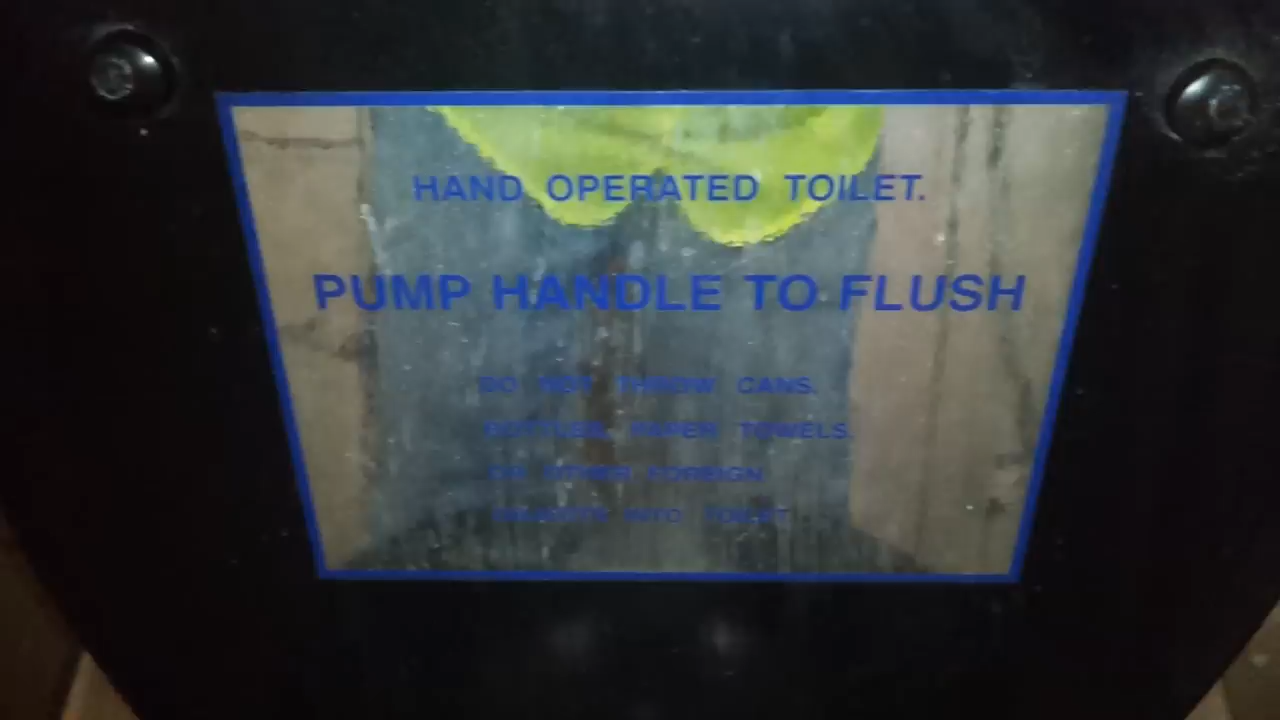 HAND OPERATED TOILET.
PUMP HANDLE TO FLUSH
DO NOT THROW CANS.
BOTTLES, PAPER TOWELS.
OR OTHER FOREIGN
INTO TOILET